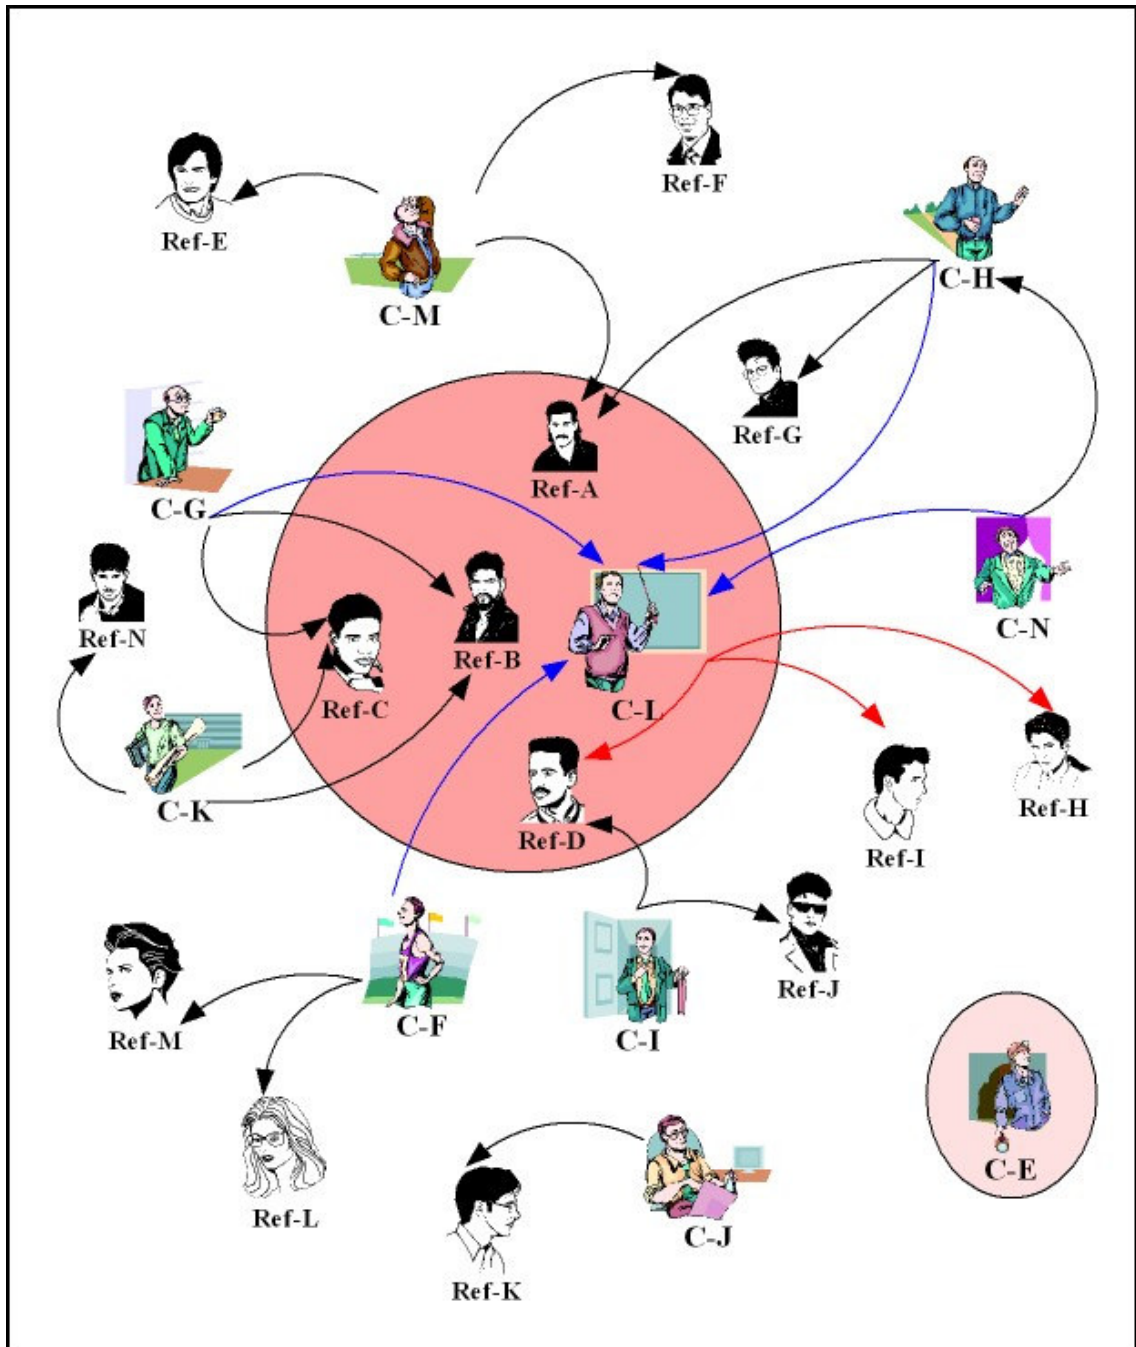 Ref-F
Ref-E
C-H
C-M
Ref-G
Ref-A
C-G
C-N
Ref-N
Ref-B
Ref-C
C-L
C-K
Ref-D
Ref-H
Ref-I
Ref-J
C-F
Ref-M
C-I
C-E
Ref-L
C-J
Ref-K